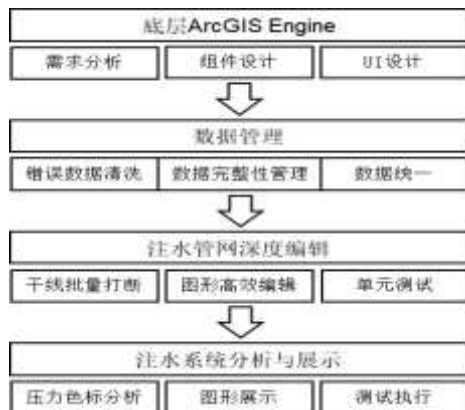 底层ArcGIS Engine
需求分析 组件设计 UI设计
数据管理
错误数据清洗 数据完整性管理 数据统一
注水管网深度编辑
干线批量打断 图形高效编辑 单元测试
注水系统分析与展示
压力色标分析 图形展示 测试执行